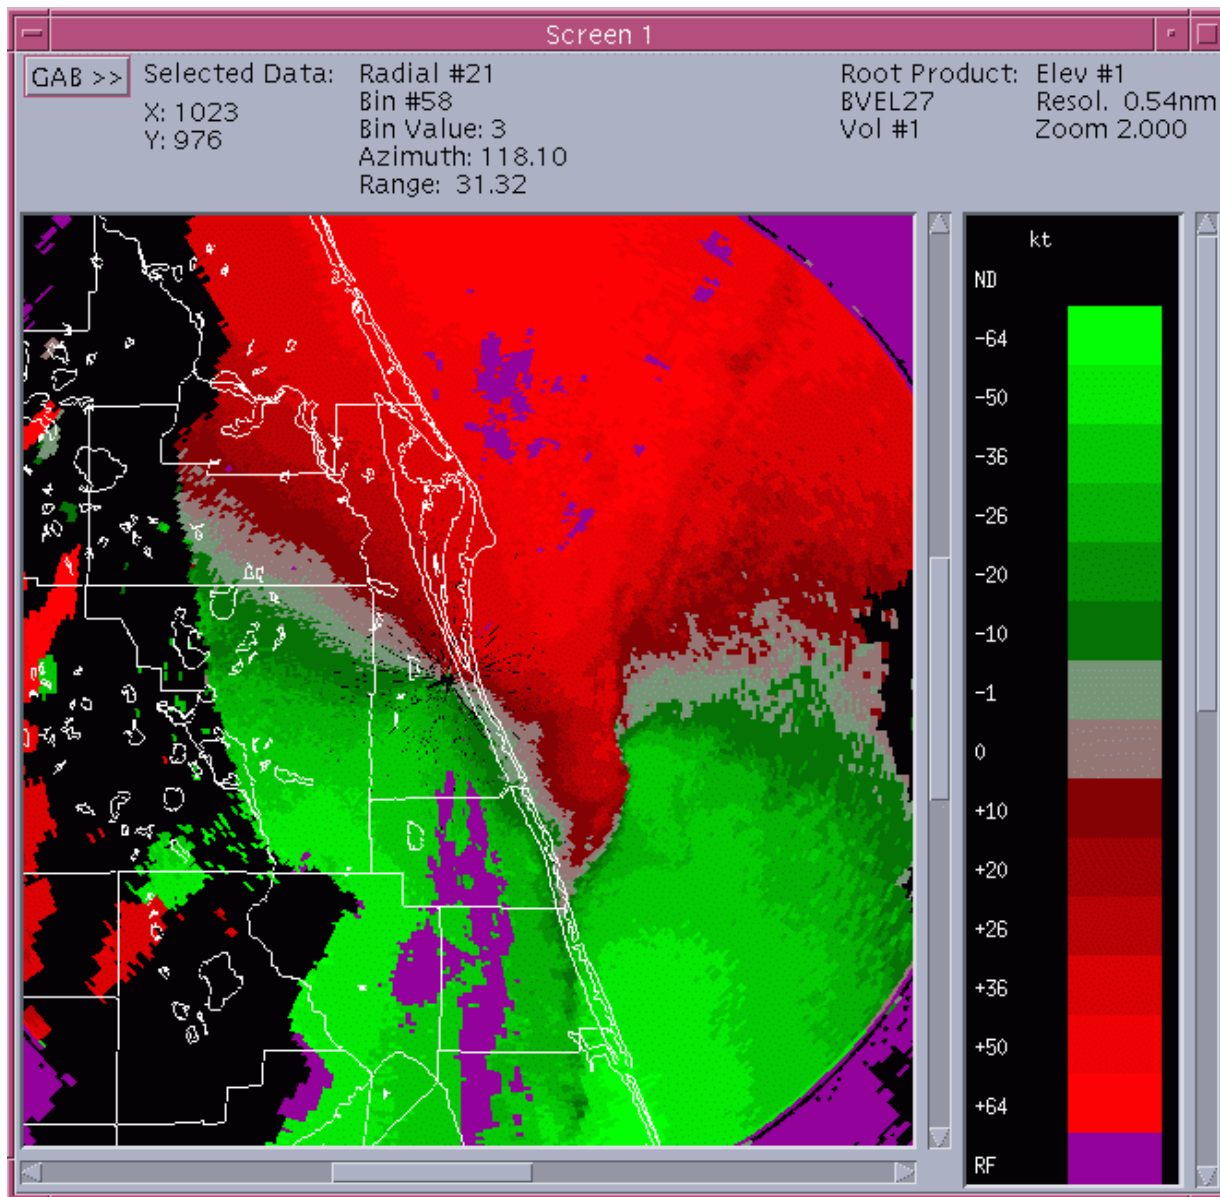 Screen 1
GAB >>
Selected Data:
X: 1023
Y: 976
Radial #21
Bin #58
Bin Value: 3
Azimuth: 118.10
Range: 31.32
Root Product:
BVEL27
Vol #1
Elev #1
Resol. 0.54nm
Zoom 2.000
kt
ND
-64
-50
-36
-26
-20
-10
-1
0
+10
+20
+26
+36
+50
+64
RF